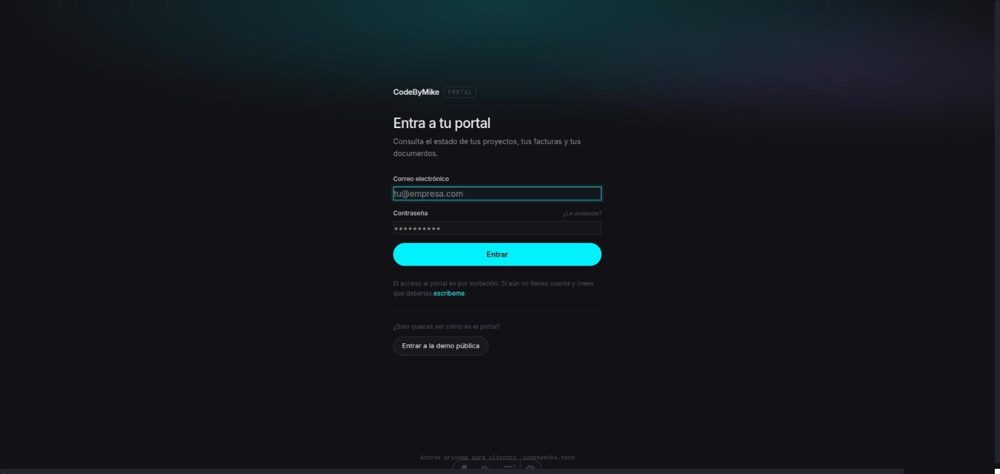 CodeByMike PORTAL
Entra a tu portal
Consulta el estado de tus proyectos, tus facturas y tus
documentos.
Correo electrónico
tu@empresa.com
Contraseña ¿La olvidaste?
Entrar
El acceso al portal es por invitación. Si aún no tienes cuenta y crees
que deberías,escríbeme.
¿Solo quieres ver cómo es el portal?
Entrar a la demo pública
Acceso privado para clientes ·codebymike.tech